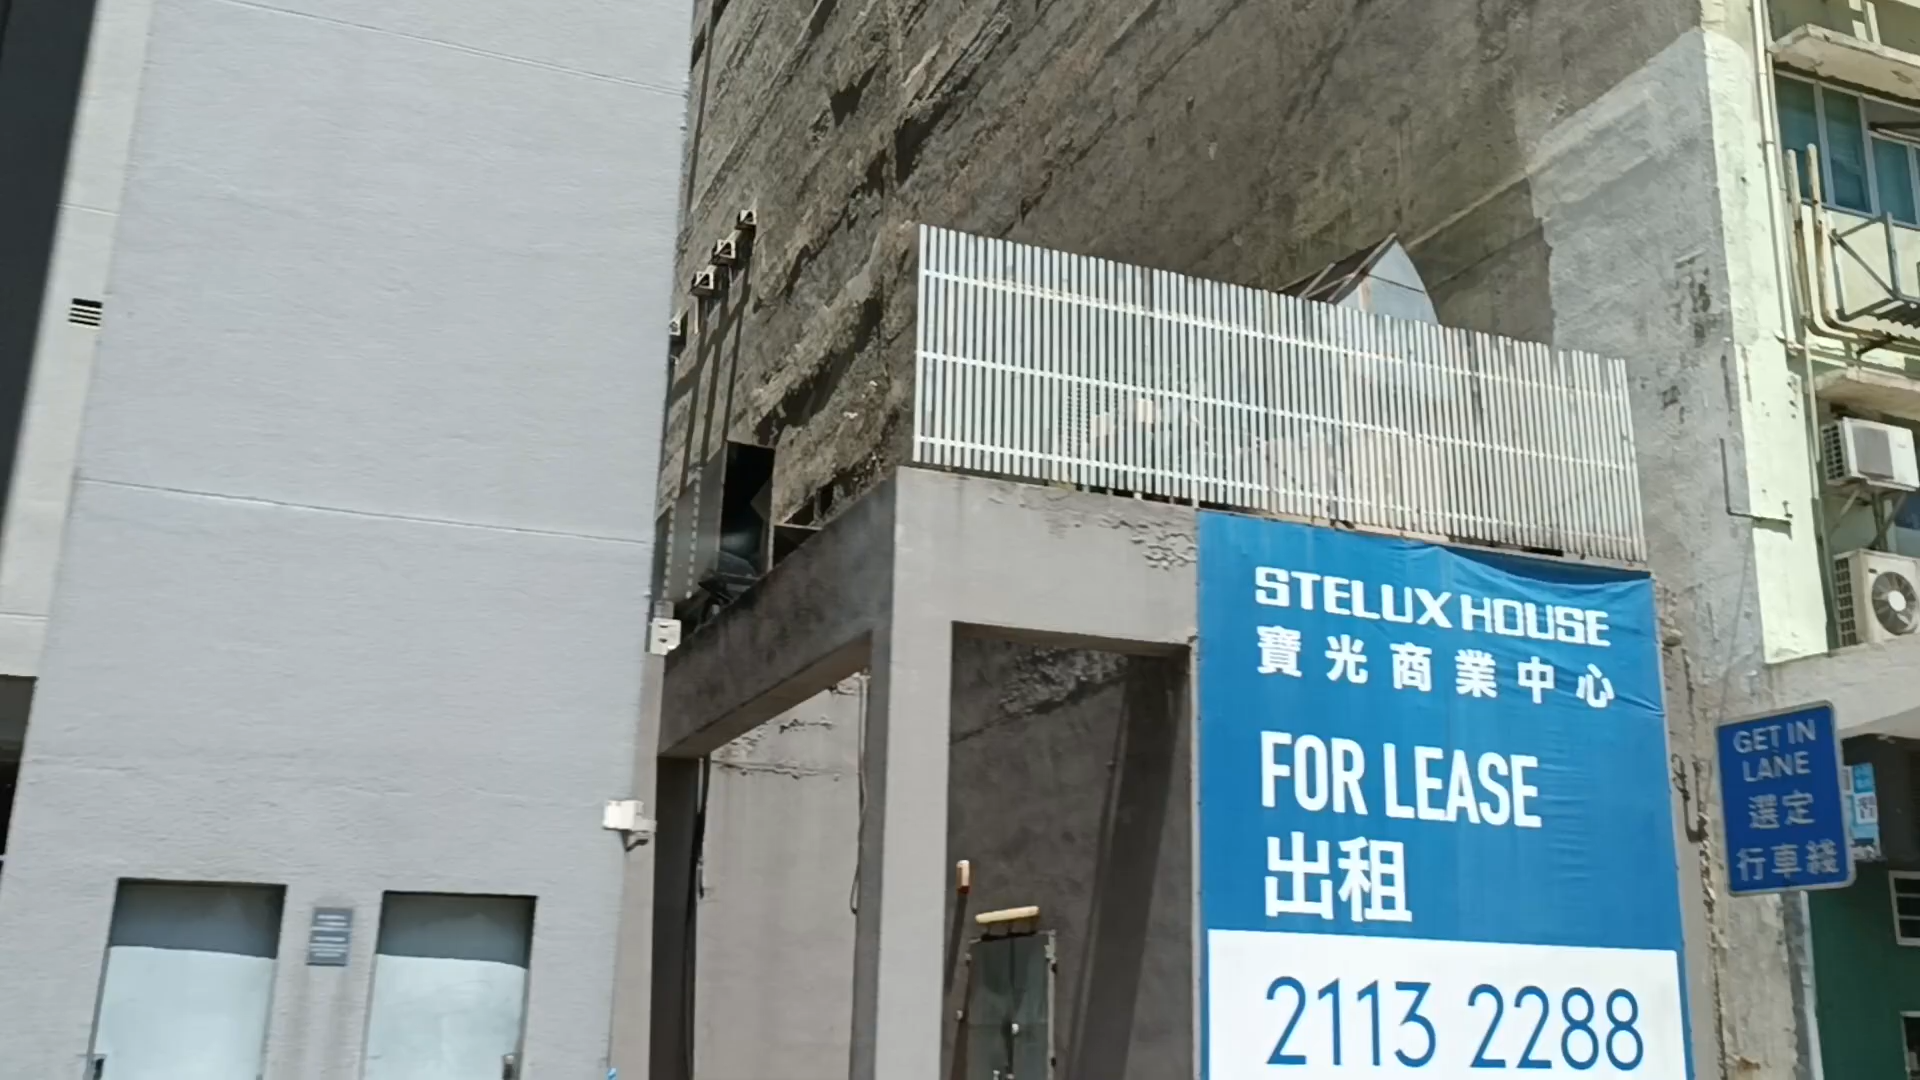 STELUX HOUSE
寶光商業中心
FOR LEASE
出租
2113 2288
GET IN
LANE
選定
行車綫